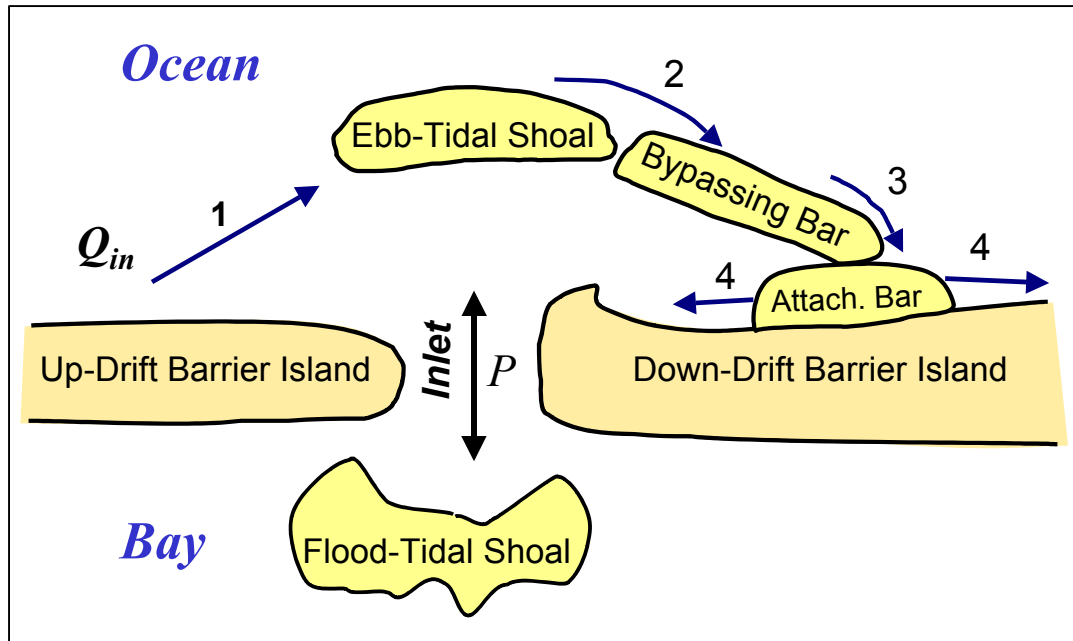 Ocean
2
Ebb-Tidal Shoal
Bypassing Bar
3
1
Q_in
4
4
Attach. Bar
Up-Drift Barrier Island
Inlet
P
Down-Drift Barrier Island
Bay
Flood-Tidal Shoal